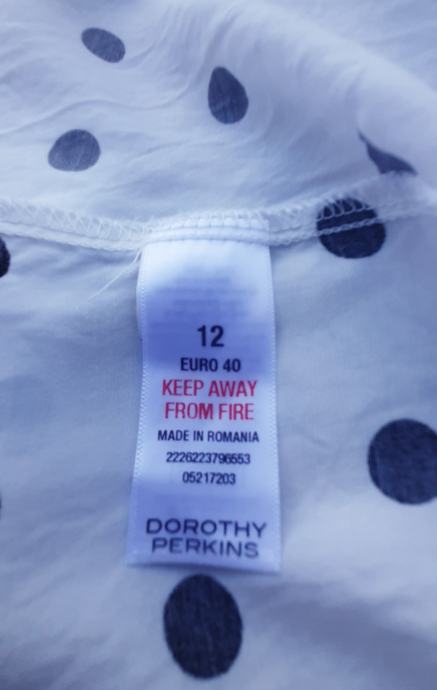 12
EURO 40
KEEP AWAY
FROM FIRE
MADE IN ROMANIA
2226223796553
05217203
DOROTHY
PERKINS